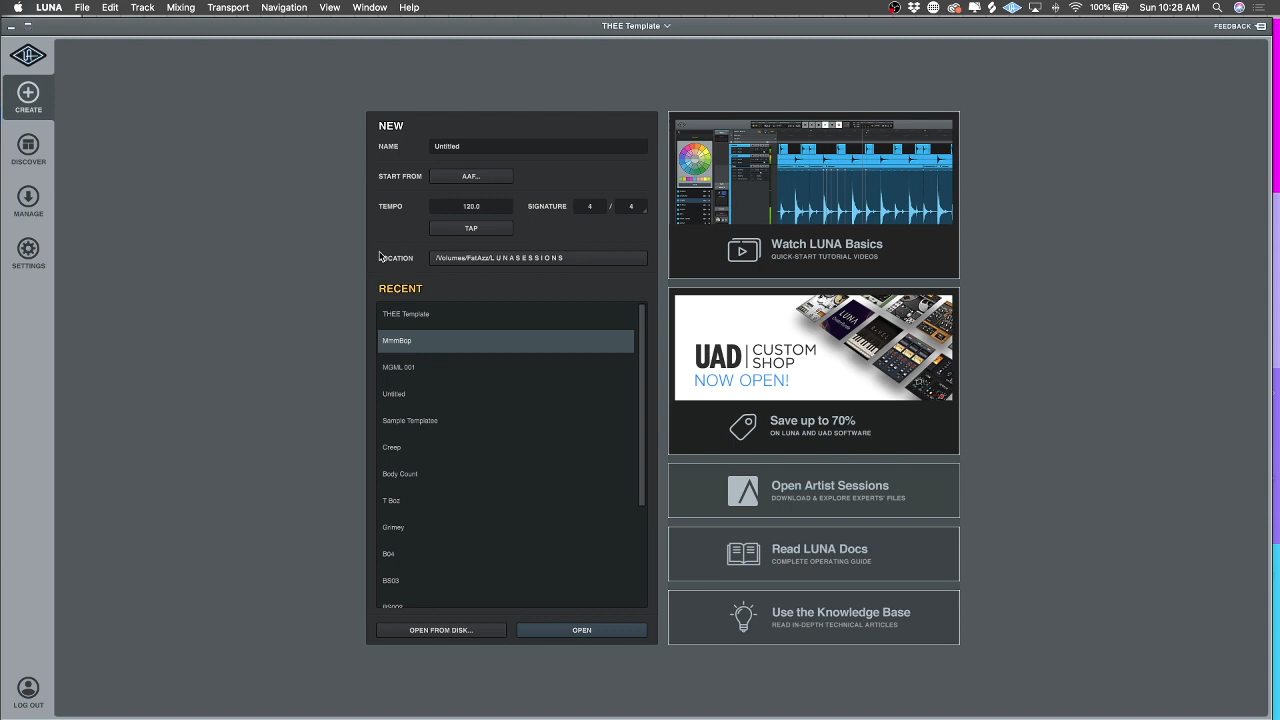 LUNA File Edit Track Mixing Transport Navigation View Window Help 100% Sun 10:28 AM
THEE Template
FEEDBACK
CREATE
DISCOVER
MANAGE
SETTINGS
LOG OUT
NEW
NAME Untitled
START FROM AAF...
TEMPO 120.0 SIGNATURE 4 / 4
TAP
CATION /Volumes/FatAzz/L U N A S E S S I O N S
RECENT
THEE Template
MmmBop
MGML 001
Untitled
Sample Templates
Creep
Body Count
T Boz
Grimey
B04
BS03
OPEN FROM DISK... OPEN
Watch LUNA Basics
QUICK-START TUTORIAL VIDEOS
LUNA
UAD | CUSTOM SHOP
NOW OPEN!
Save up to 70%
ON LUNA AND UAD SOFTWARE
Open Artist Sessions
DOWNLOAD & EXPLORE EXPERTS' FILES
Read LUNA Docs
COMPLETE OPERATING GUIDE
Use the Knowledge Base
READ IN-DEPTH TECHNICAL ARTICLES